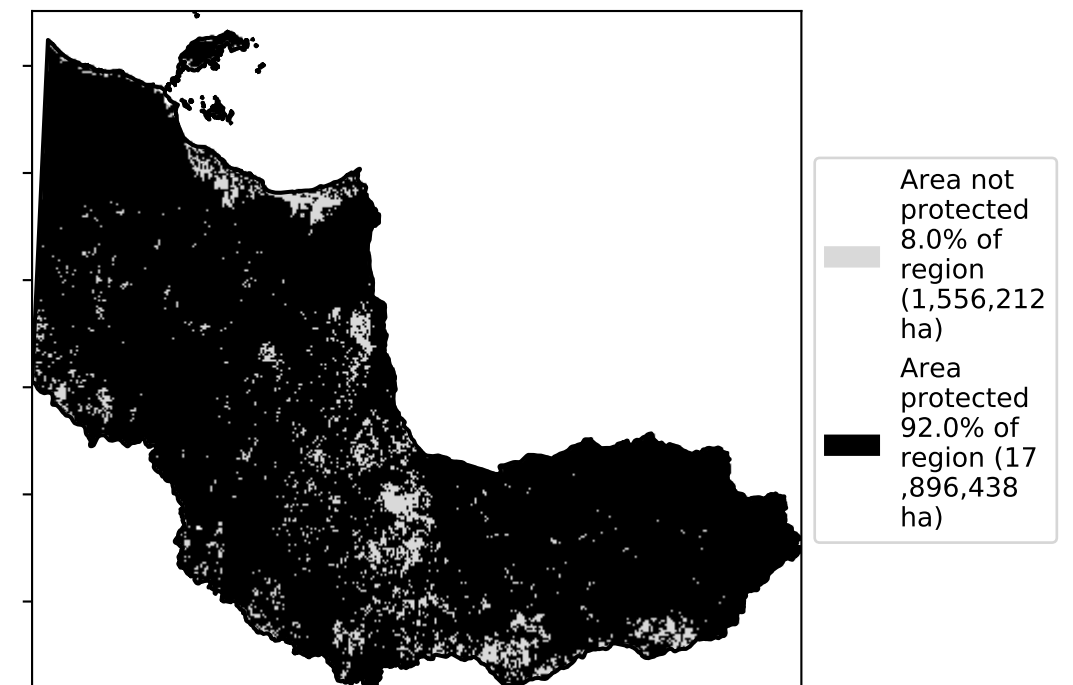 Area not
protected
8.0% of
region
(1,556,212
ha)
Area
protected
92.0% of
region (17
,896,438
ha)